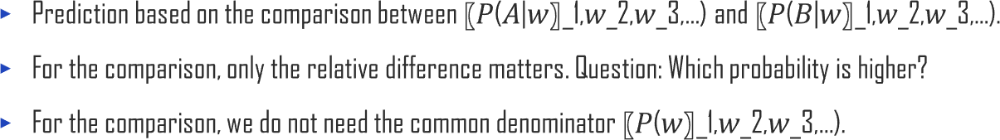 ▸ Prediction based on the comparison between 〖P(A|w〗_1,w_2,w_3,…) and 〖P(B|w〗_1,w_2,w_3,…).
▸ For the comparison, only the relative difference matters. Question: Which probability is higher?
▸ For the comparison, we do not need the common denominator 〖P(w〗_1,w_2,w_3,…).